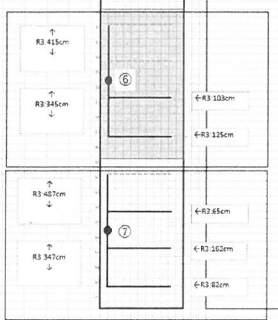 ↑
R3:415cm
↓
⑥
↑
R3:345cm
↓
←R3:103cm
←R3:125cm
↑
R3:487cm
↓
←R3:65cm
⑦
↑
R3:347cm
↓
←R3:162cm
←R3:82cm